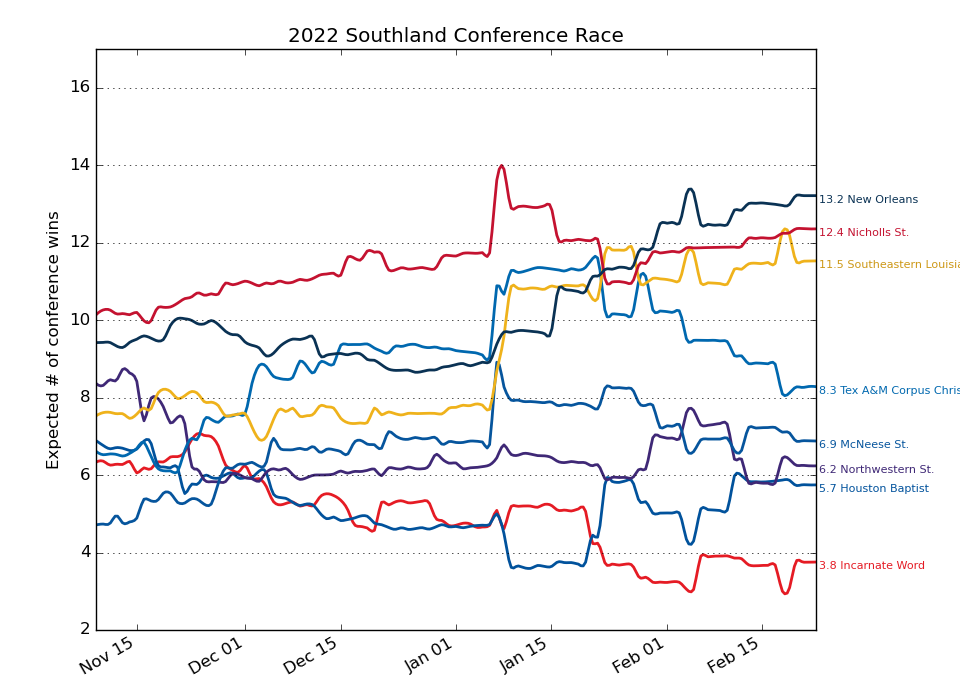 2022 Southland Conference Race
Expected # of conference wins
16
14
12
10
8
6
4
2
Nov 15
Dec 01
Dec 15
Jan 01
Jan 15
Feb 01
Feb 15
13.2 New Orleans
12.4 Nicholls St.
11.5 Southeastern Louisia
8.3 Tex A&M Corpus Chris
6.9 McNeese St.
6.2 Northwestern St.
5.7 Houston Baptist
3.8 Incarnate Word